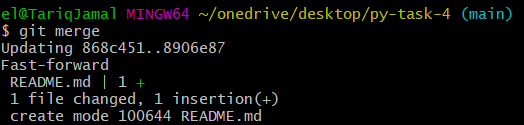 el@TariqJamal MINGW64 ~/onedrive/desktop/py-task-4 (main)
$ git merge
Updating 868c451..8906e87
Fast-forward
 README.md | 1 +
 1 file changed, 1 insertion(+)
 create mode 100644 README.md